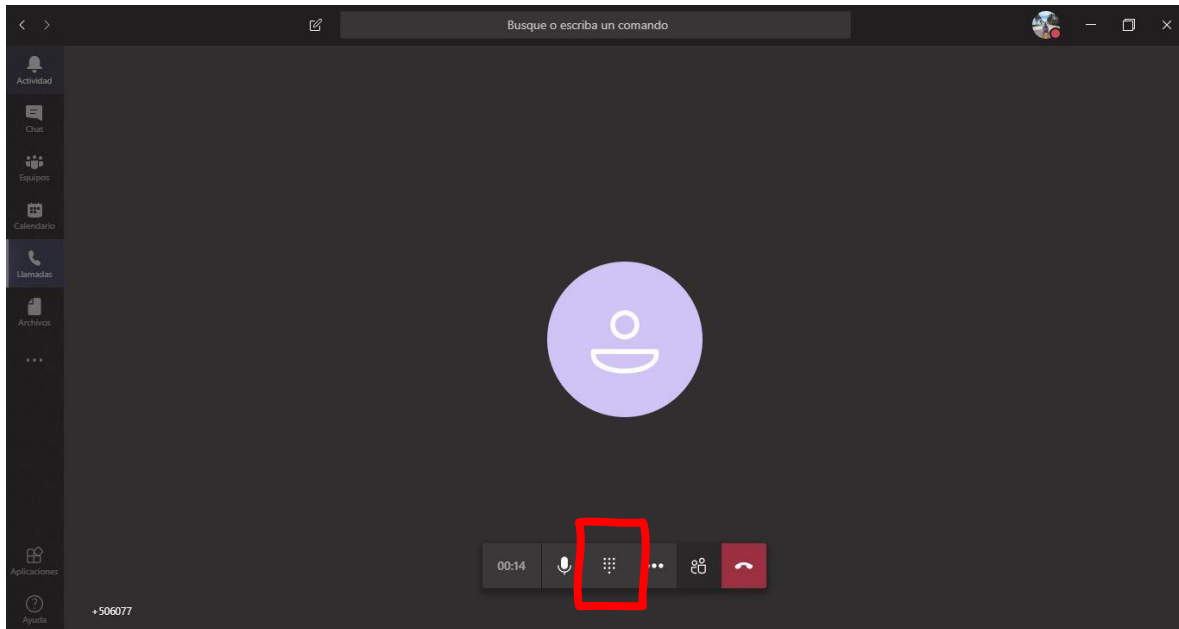 Busque o escriba un comando
Actividad
Chat
Equipos
Calendario
Llamadas
Archivos
Aplicaciones
Ayuda
00:14
+506077